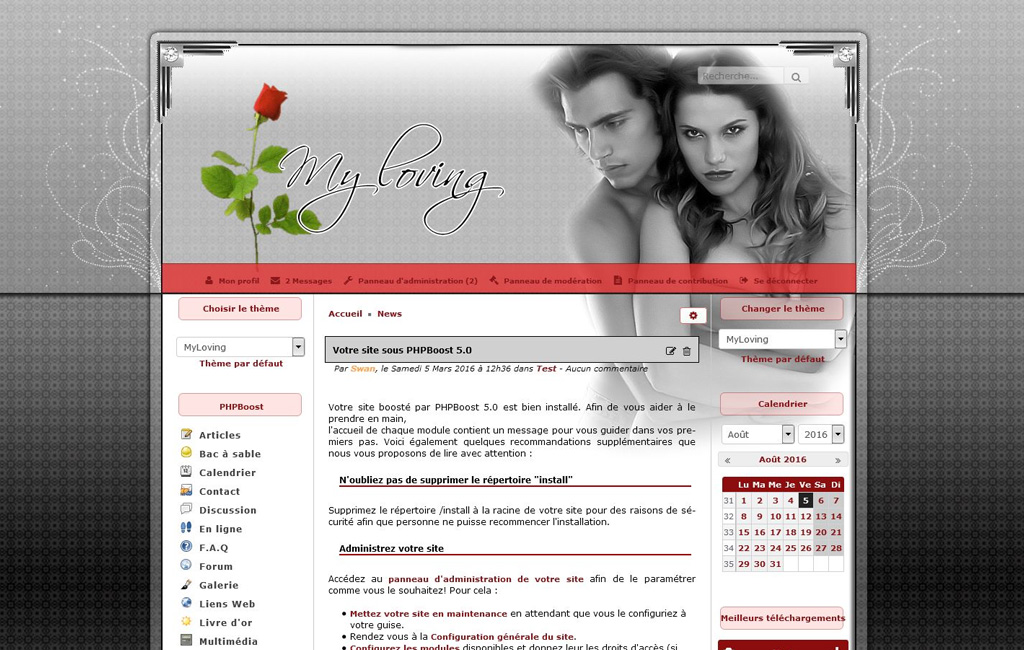 Recherche...
My loving
Mon profil 2 Messages Panneau d'administration (2) Panneau de modération Panneau de contribution Se déconnecter
Choisir le thème
MyLoving
Thème par défaut
PHPBoost
Articles
Bac à sable
Calendrier
Contact
Discussion
En ligne
F.A.Q
Forum
Galerie
Liens Web
Livre d'or
Multimédia
Accueil News
Votre site sous PHPBoost 5.0
Par Swan, le Samedi 5 Mars 2016 à 12h36 dans Test - Aucun commentaire
Votre site boosté par PHPBoost 5.0 est bien installé. Afin de vous aider à le
prendre en main,
l'accueil de chaque module contient un message pour vous guider dans vos pre-
miers pas. Voici également quelques recommandations supplémentaires que
nous vous proposons de lire avec attention :
N'oubliez pas de supprimer le répertoire "install"
Supprimez le répertoire /install à la racine de votre site pour des raisons de sé-
curité afin que personne ne puisse recommencer l'installation.
Administrez votre site
Accédez au panneau d'administration de votre site afin de le paramétrer
comme vous le souhaitez! Pour cela :
• Mettez votre site en maintenance en attendant que vous le configuriez à
votre guise.
• Rendez vous à la Configuration générale du site.
• Configurez les modules disponibles et donnez leur les droits d'accès (si
Changer le thème
MyLoving
Thème par défaut
Calendrier
Août 2016
« Août 2016 »
Lu Ma Me Je Ve Sa Di
31 1 2 3 4 5 6 7
32 8 9 10 11 12 13 14
33 15 16 17 18 19 20 21
34 22 23 24 25 26 27 28
35 29 30 31
Meilleurs téléchargements